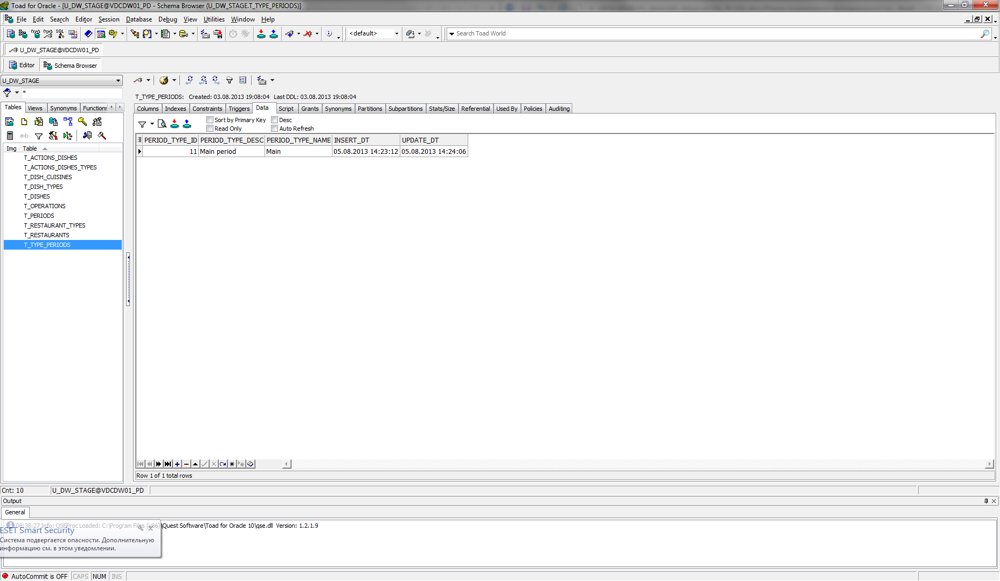 Toad for Oracle - [U_DW_STAGE@VDCDW01_PD - Schema Browser (U_DW_STAGE.T_TYPE_PERIODS)]
File Edit Search Editor Session Database Debug View Utilities Window Help
SQL <default> Search Toad World
U_DW_STAGE@VDCDW01_PD
Editor Schema Browser
U_DW_STAGE
*
T_TYPE_PERIODS: Created: 03.08.2013 19:08:04 Last DDL: 03.08.2013 19:08:04
Tables Views Synonyms Functions
Columns Indexes Constraints Triggers Data Script Grants Synonyms Partitions Subpartitions Stats/Size Referential Used By Policies Auditing
Sort by Primary Key Desc
Read Only Auto Refresh
a=b
Img Table
T_ACTIONS_DISHES
T_ACTIONS_DISHES_TYPES
T_DISH_CUISINES
T_DISH_TYPES
T_DISHES
T_OPERATIONS
T_PERIODS
T_RESTAURANT_TYPES
T_RESTAURANTS
T_TYPE_PERIODS
PERIOD_TYPE_ID PERIOD_TYPE_DESC PERIOD_TYPE_NAME INSERT_DT UPDATE_DT
11 Main period Main 05.08.2013 14:23:12 05.08.2013 14:24:06
Row 1 of 1 total rows
Cnt: 10 U_DW_STAGE@VDCDW01_PD
Output
General
08:38:27 Info: QSEProc Loaded: C:\Program Files (x86)\Quest Software\Toad for Oracle 10\qse.dll Version: 1.2.1.9
ESET Smart Security
Система подвергается опасности. Дополнительную
информацию см. в этом уведомлении.
AutoCommit is OFF CAPS NUM INS